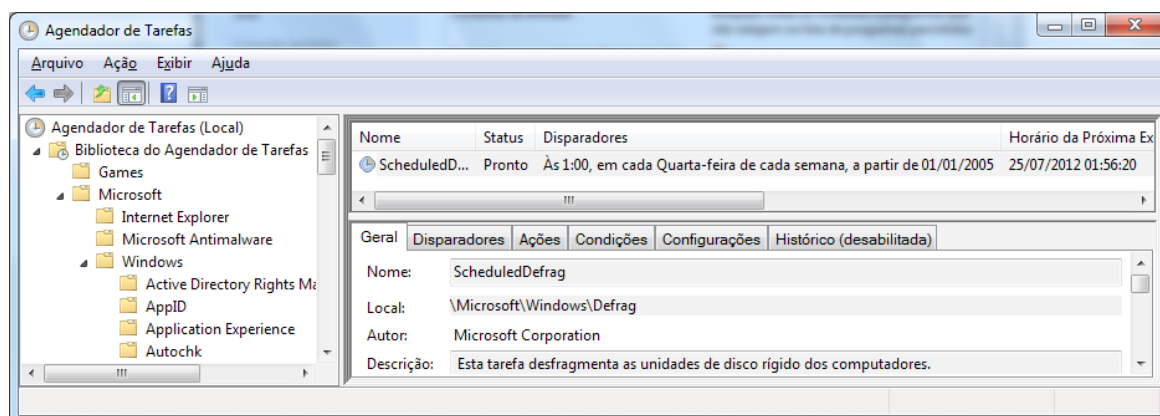 Agendador de Tarefas
Arquivo Ação Exibir Ajuda
Agendador de Tarefas (Local)
Biblioteca do Agendador de Tarefas
Games
Microsoft
Internet Explorer
Microsoft Antimalware
Windows
Active Directory Rights Ma
AppID
Application Experience
Autochk
Nome Status Disparadores Horário da Próxima Ex
ScheduledD... Pronto Às 1:00, em cada Quarta-feira de cada semana, a partir de 01/01/2005 25/07/2012 01:56:20
Geral Disparadores Ações Condições Configurações Histórico (desabilitada)
Nome: ScheduledDefrag
Local: \Microsoft\Windows\Defrag
Autor: Microsoft Corporation
Descrição: Esta tarefa desfragmenta as unidades de disco rígido dos computadores.